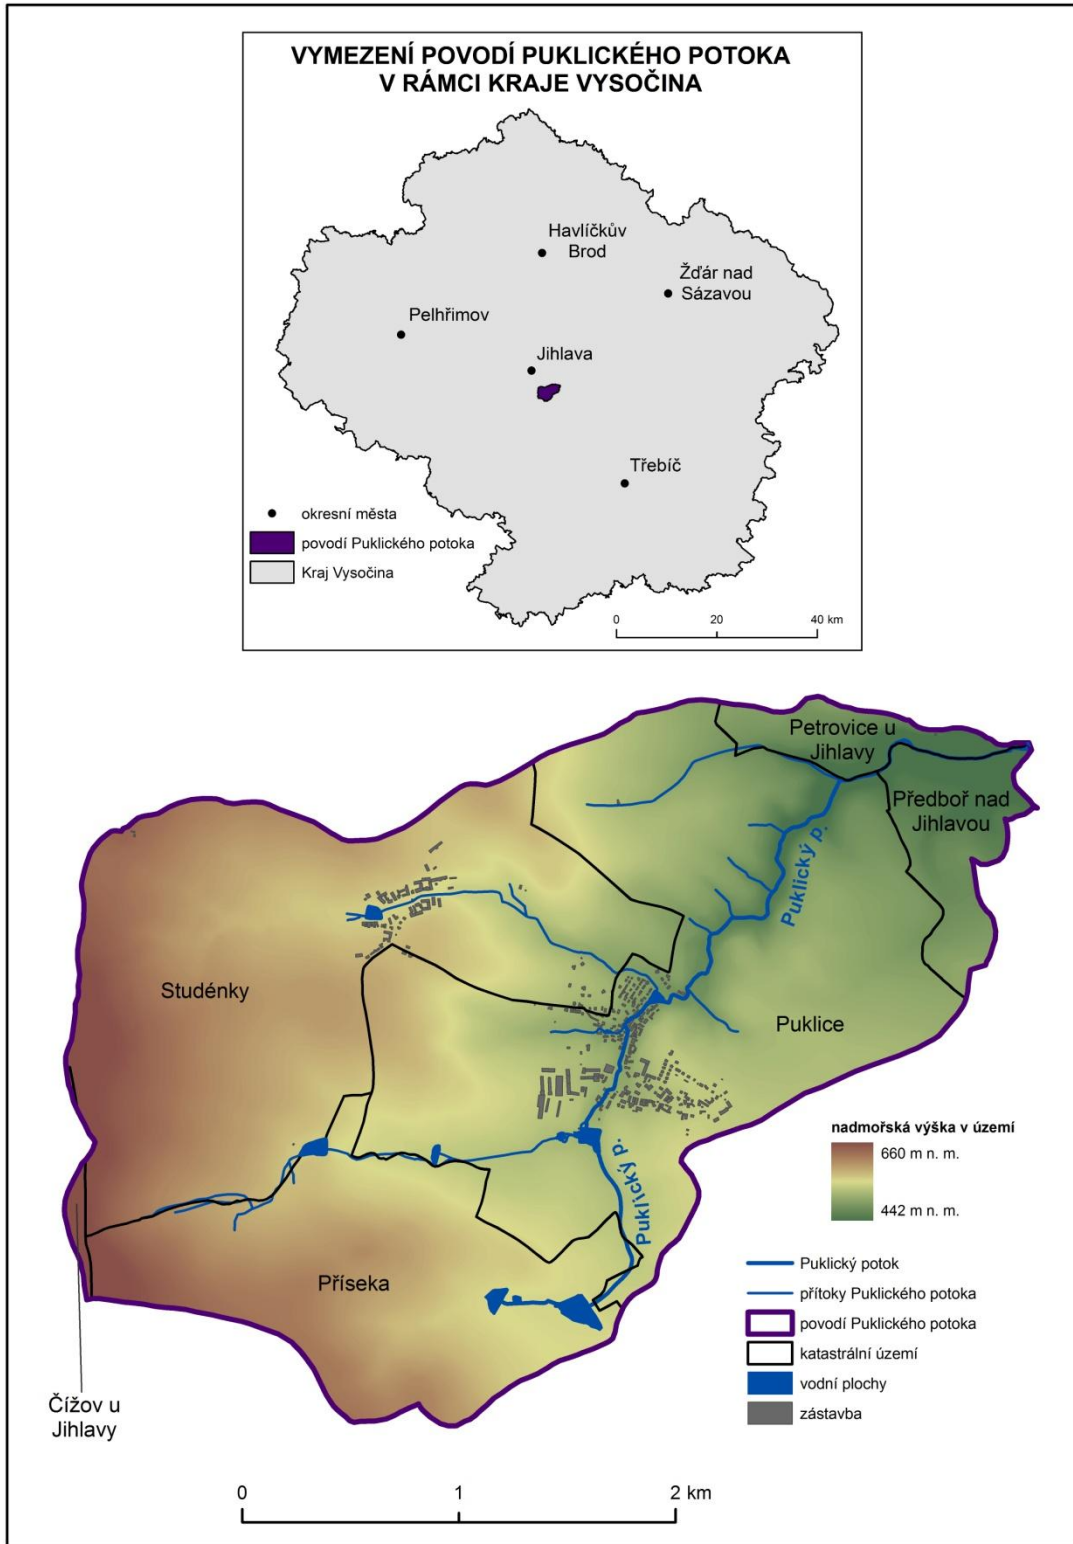 VYMEZENÍ POVODÍ PUKLICKÉHO POTOKA
V RÁMCI KRAJE VYSOČINA
Havlíčkův
Brod
Žďár nad
Sázavou
Pelhřimov
Jihlava
Třebíč
okresní města
povodí Puklického potoka
Kraj Vysočina
0 20 40 km
Petrovice u
Jihlavy
Předboř nad
Jihlavou
Puklický p.
Studénky
Puklice
Puklický p.
Příseka
Čížov u
Jihlavy
nadmořská výška v území
660 m n. m.
442 m n. m.
Puklický potok
přítoky Puklického potoka
povodí Puklického potoka
katastrální území
vodní plochy
zástavba
0 1 2 km